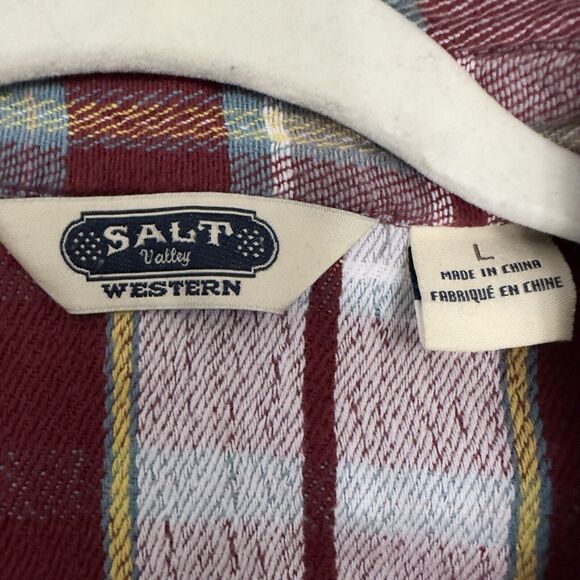 SALT
Valley
WESTERN
L
MADE IN CHINA
FABRIQUÉ EN CHINE